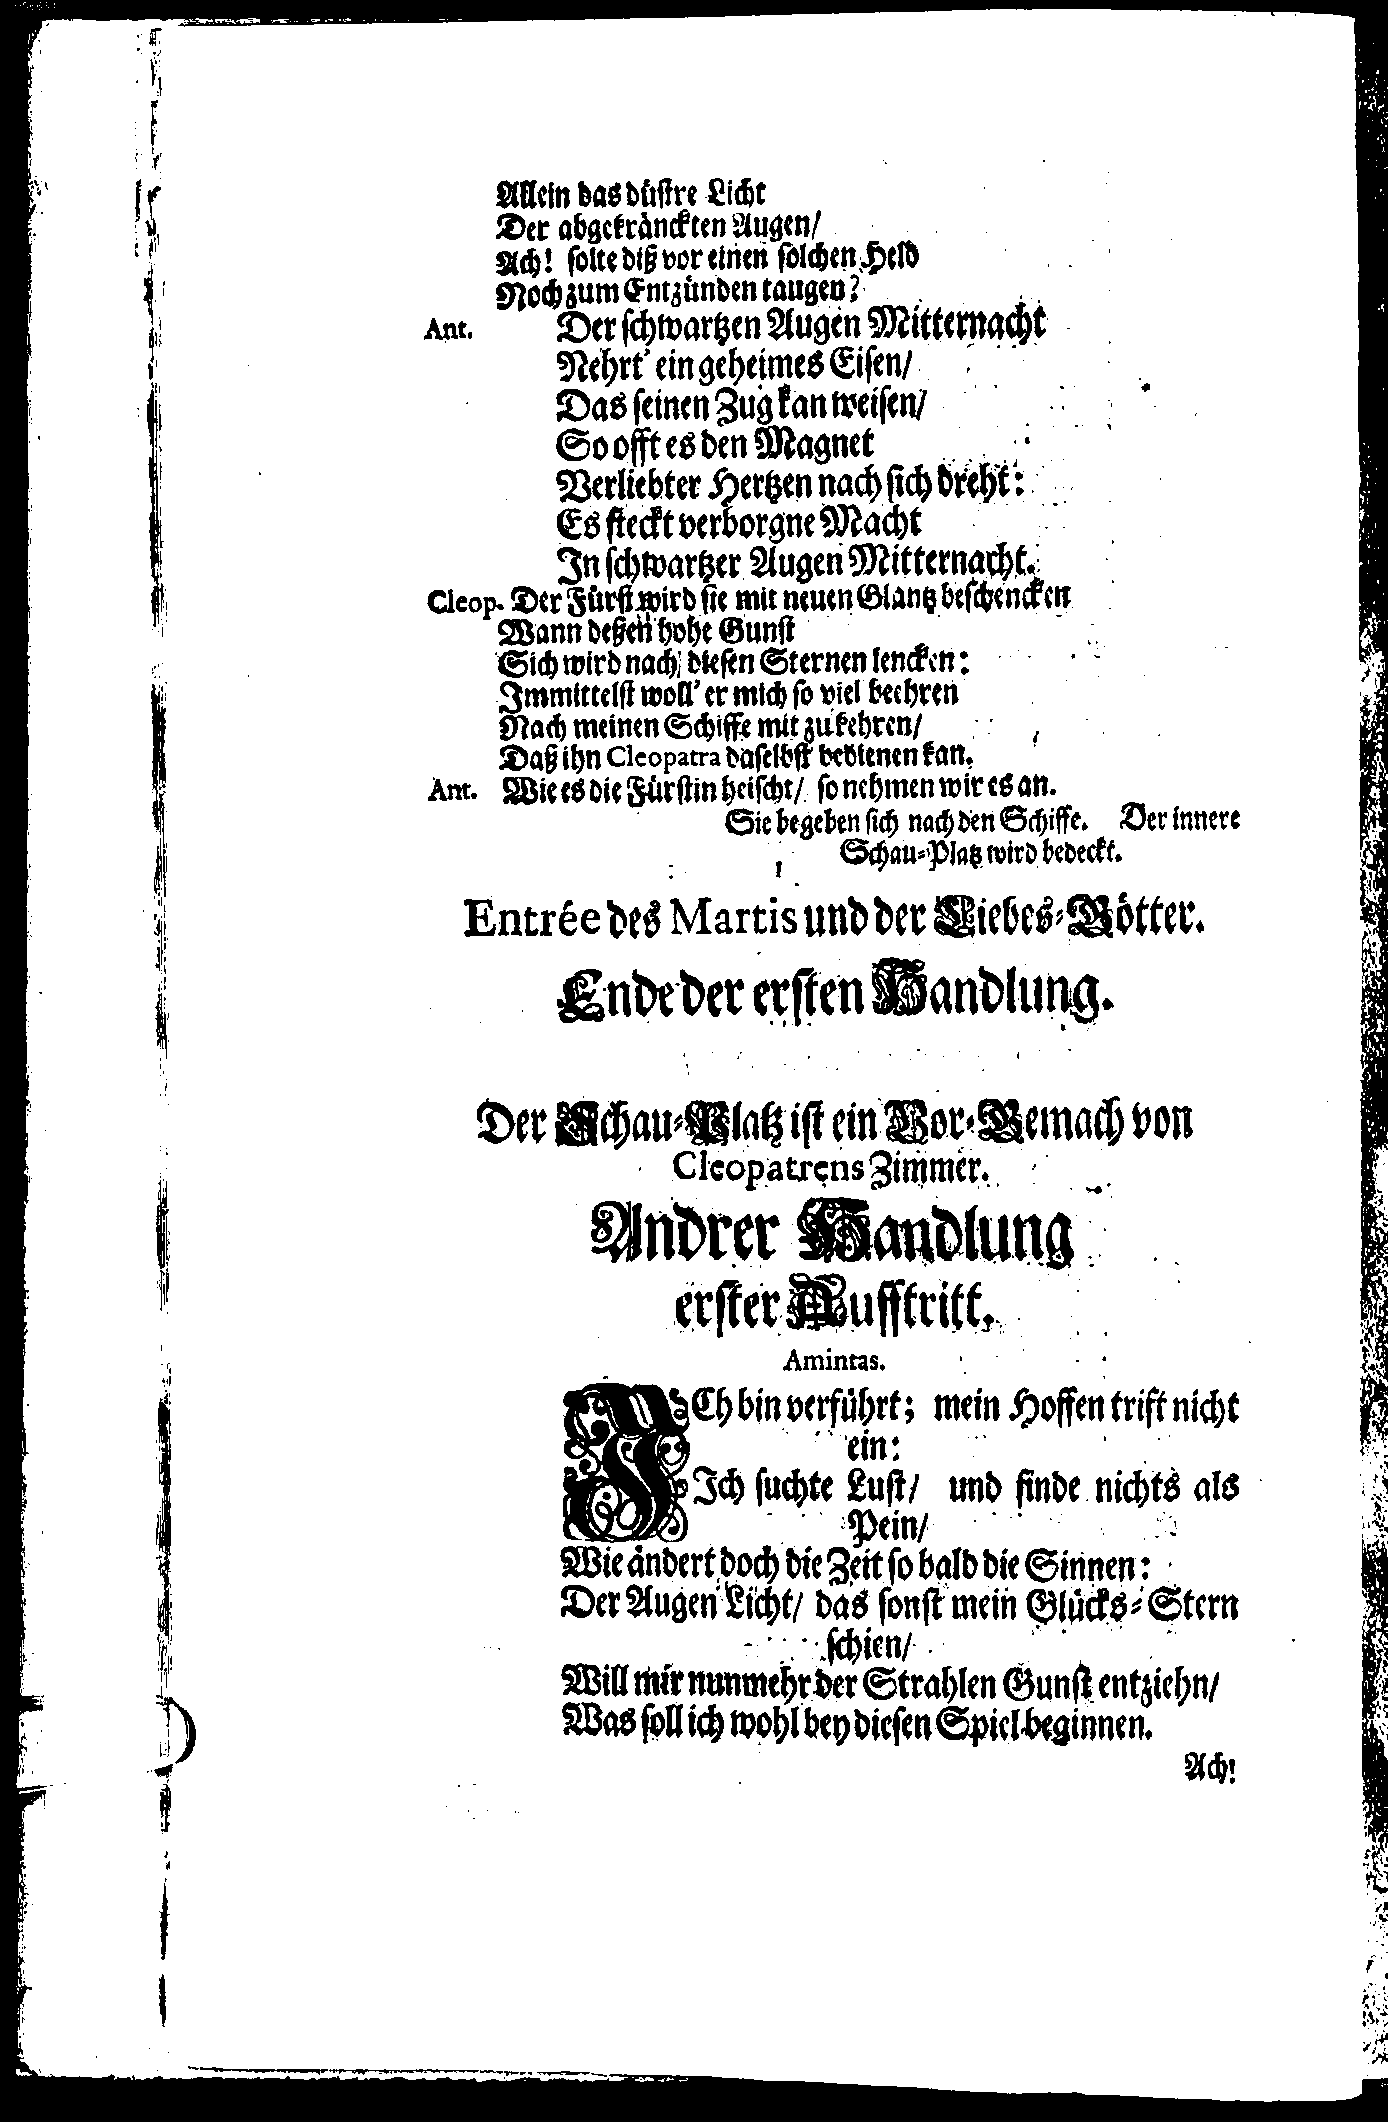 Allein das düstre Licht
Der abgekränckten Augen/
Ach! solte diß vor einen solchen Held
Noch zum Entzünden taugen?
Ant. Der schwartzen Augen Mitternacht
Nehrt' ein geheimes Eisen/
Das seinen Zug kan weisen/
So offt es den Magnet
Verliebter Hertzen nach sich dreht:
Es steckt verborgne Macht
In schwartzer Augen Mitternacht.
Cleop. Der Fürst wird sie mit neuen Glantz beschencken
Wann deßen hohe Gunst
Sich wird nach diesen Sternen lencken:
Immittelst woll' er mich so viel beehren
Nach meinen Schiffe mit zu kehren/
Daß ihn Cleopatra daselbst bedienen kan.
Ant. Wie es die Fürstin heischt/ so nehmen wir es an.
Sie begeben sich nach den Schiffe. Der innere
Schau-Platz wird bedeckt.
Entrée des Martis und der Liebes-Götter.
Ende der ersten Handlung.
Der Schau-Platz ist ein Vor-Gemach von
Cleopatrens Zimmer.
Andrer Handlung
erster Aufftritt.
Amintas.
ICh bin verführt; mein Hoffen trift nicht
ein:
Ich suchte Lust/ und finde nichts als
Pein/
Wie ändert doch die Zeit so bald die Sinnen:
Der Augen Licht/ das sonst mein Glücks-Stern
schien/
Will mir nunmehr der Strahlen Gunst entziehn/
Was soll ich wohl bey diesen Spiel beginnen.
Ach!